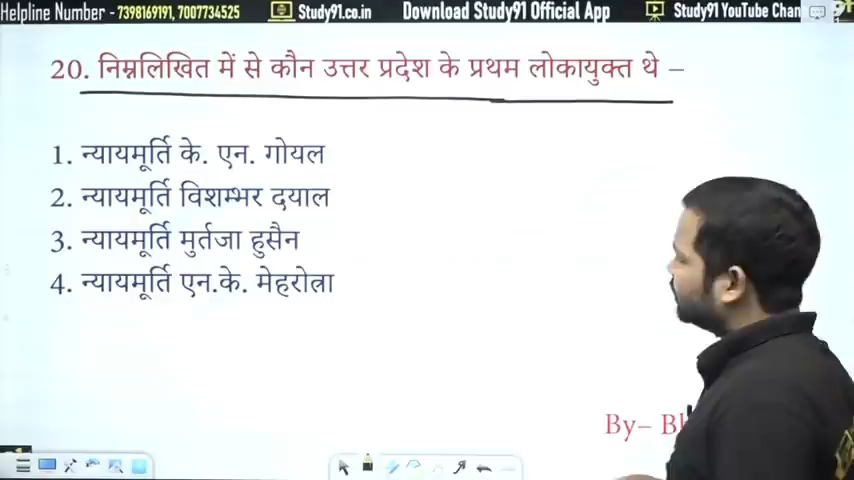 Helpline Number - 7398169191, 7007734525 Study91.co.in Download Study91 Official App Study91 YouTube Chan
20. निम्नलिखित में से कौन उत्तर प्रदेश के प्रथम लोकायुक्त थे –
1. न्यायमूर्ति के. एन. गोयल
2. न्यायमूर्ति विशम्भर दयाल
3. न्यायमूर्ति मुर्तजा हुसैन
4. न्यायमूर्ति एन.के. मेहरोत्रा
By– Bh